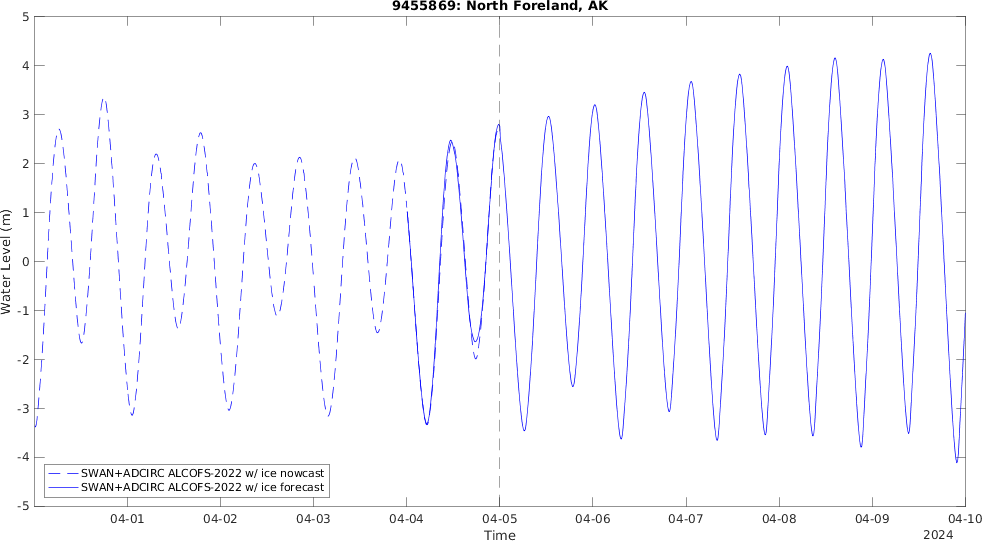 9455869: North Foreland, AK
5
4
3
2
1
0
-1
-2
-3
-4
-5
Water Level (m)
SWAN+ADCIRC ALCOFS-2022 w/ ice nowcast
SWAN+ADCIRC ALCOFS-2022 w/ ice forecast
04-01 04-02 04-03 04-04 04-05 04-06 04-07 04-08 04-09 04-10
Time
2024